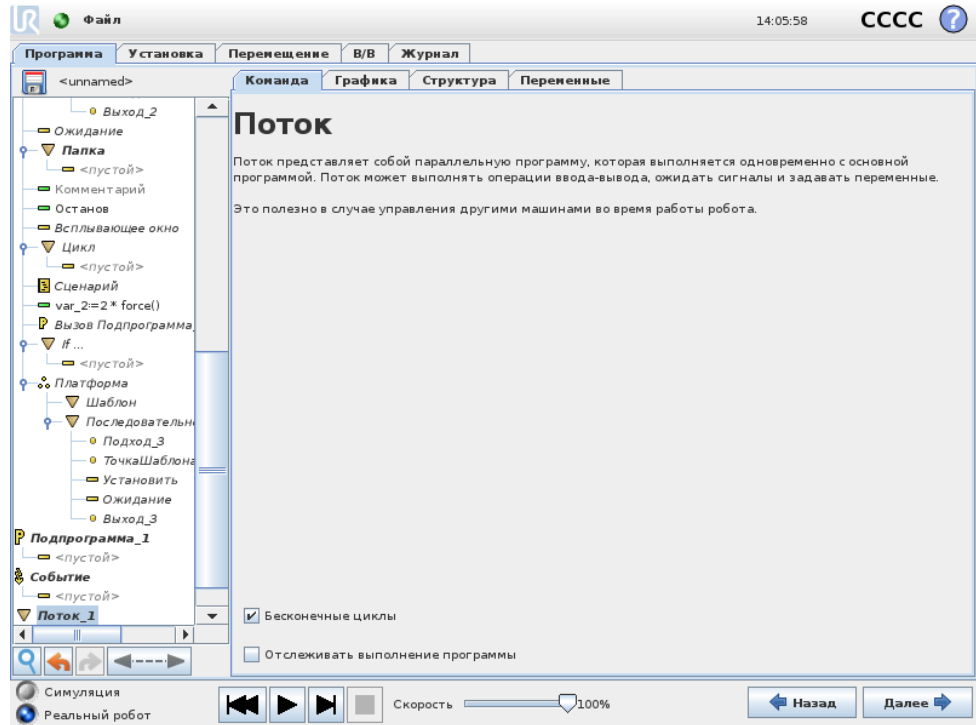 UR
Файл
14:05:58
CCCC
?
Программа
Установка
Перемещение
В/В
Журнал
<unnamed>
Команда
Графика
Структура
Переменные
Выход_2
Ожидание
Папка
<пустой>
Комментарий
Останов
Всплывающее окно
Цикл
<пустой>
Сценарий
var_2:=2 * force()
Вызов Подпрограмма_
If ...
<пустой>
Платформа
Шаблон
Последовательн
Подход_3
ТочкаШаблона
Установить
Ожидание
Выход_3
Подпрограмма_1
<пустой>
Событие
<пустой>
Поток_1
Поток
Поток представляет собой параллельную программу, которая выполняется одновременно с основной
программой. Поток может выполнять операции ввода-вывода, ожидать сигналы и задавать переменные.
Это полезно в случае управления другими машинами во время работы робота.
Бесконечные циклы
Отслеживать выполнение программы
Симуляция
Реальный робот
Скорость
100%
Назад
Далее